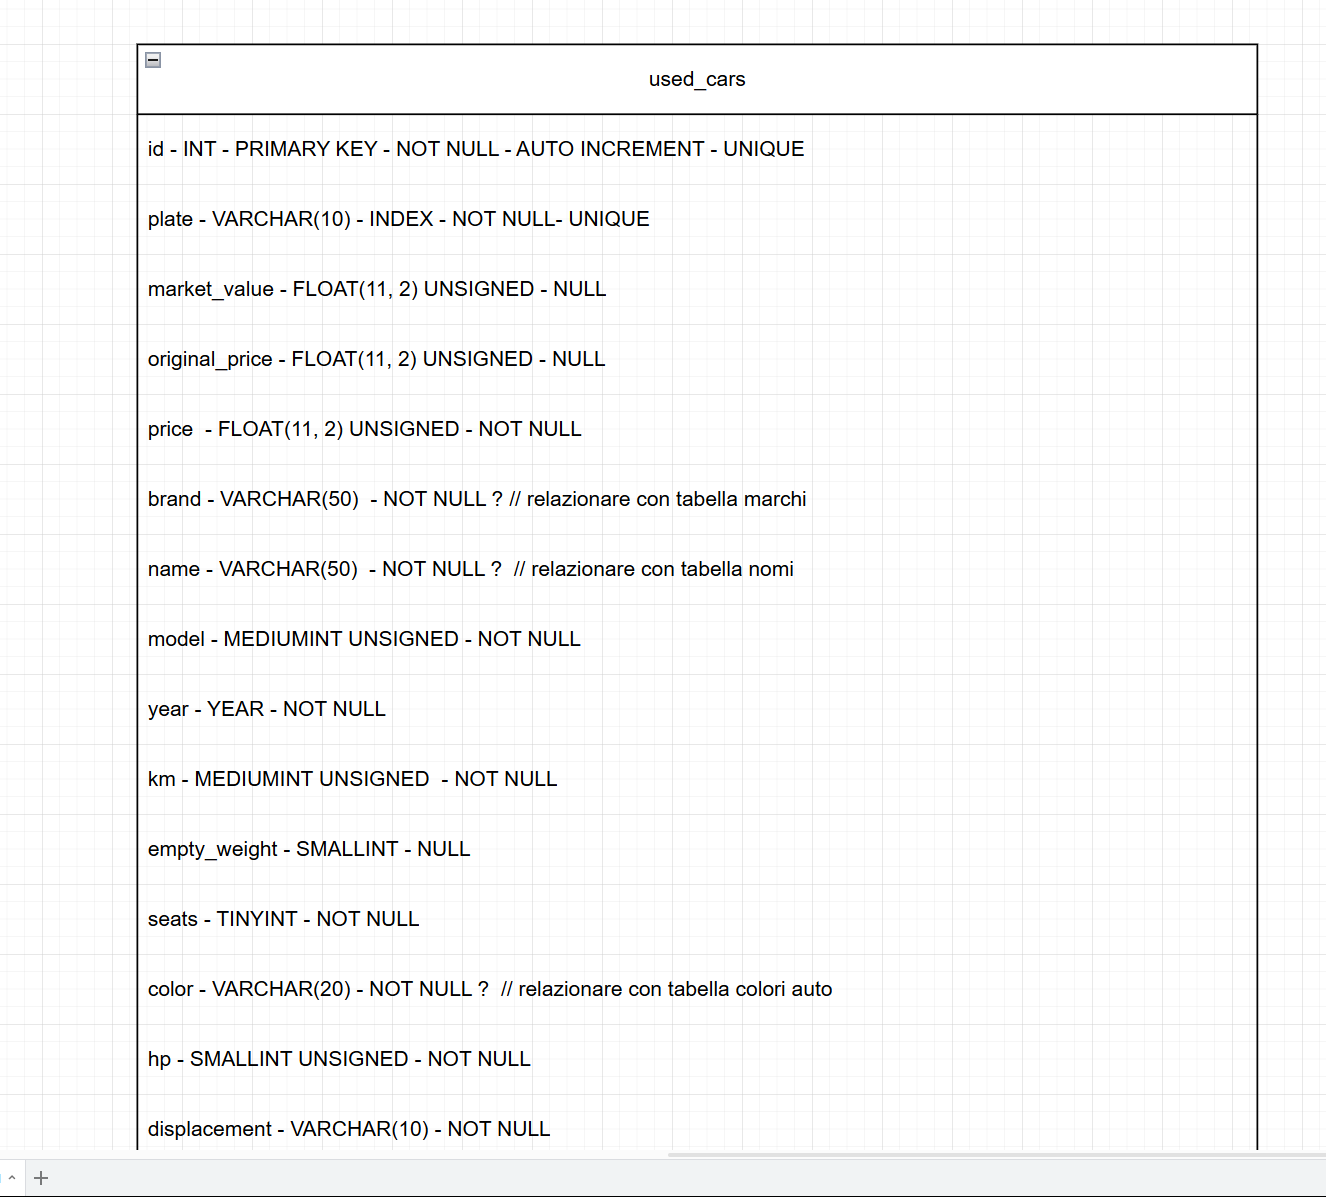 used_cars
id - INT - PRIMARY KEY - NOT NULL - AUTO INCREMENT - UNIQUE
plate - VARCHAR(10) - INDEX - NOT NULL- UNIQUE
market_value - FLOAT(11, 2) UNSIGNED - NULL
original_price - FLOAT(11, 2) UNSIGNED - NULL
price  - FLOAT(11, 2) UNSIGNED - NOT NULL
brand - VARCHAR(50)  - NOT NULL ? // relazionare con tabella marchi
name - VARCHAR(50)  - NOT NULL ?  // relazionare con tabella nomi
model - MEDIUMINT UNSIGNED - NOT NULL
year - YEAR - NOT NULL
km - MEDIUMINT UNSIGNED  - NOT NULL
empty_weight - SMALLINT - NULL
seats - TINYINT - NOT NULL
color - VARCHAR(20) - NOT NULL ?  // relazionare con tabella colori auto
hp - SMALLINT UNSIGNED - NOT NULL
displacement - VARCHAR(10) - NOT NULL